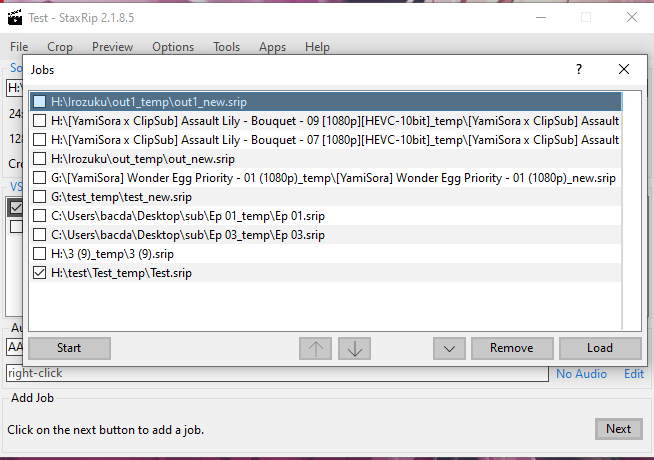 Test - StaxRip 2.1.8.5
File Crop Preview Options Tools Apps Help
Jobs ?
H:\Irozuku\out1_temp\out1_new.srip
H:\[YamiSora x ClipSub] Assault Lily - Bouquet - 09 [1080p][HEVC-10bit]_temp\[YamiSora x ClipSub] Assault
H:\[YamiSora x ClipSub] Assault Lily - Bouquet - 07 [1080p][HEVC-10bit]_temp\[YamiSora x ClipSub] Assault
H:\Irozuku\out_temp\out_new.srip
G:\[YamiSora] Wonder Egg Priority - 01 (1080p)_temp\[YamiSora] Wonder Egg Priority - 01 (1080p)_new.srip
G:\test_temp\test_new.srip
C:\Users\bacda\Desktop\sub\Ep 01_temp\Ep 01.srip
C:\Users\bacda\Desktop\sub\Ep 03_temp\Ep 03.srip
H:\3 (9)_temp\3 (9).srip
H:\test\Test_temp\Test.srip
Start Remove Load
right-click No Audio Edit
Add Job
Click on the next button to add a job. Next